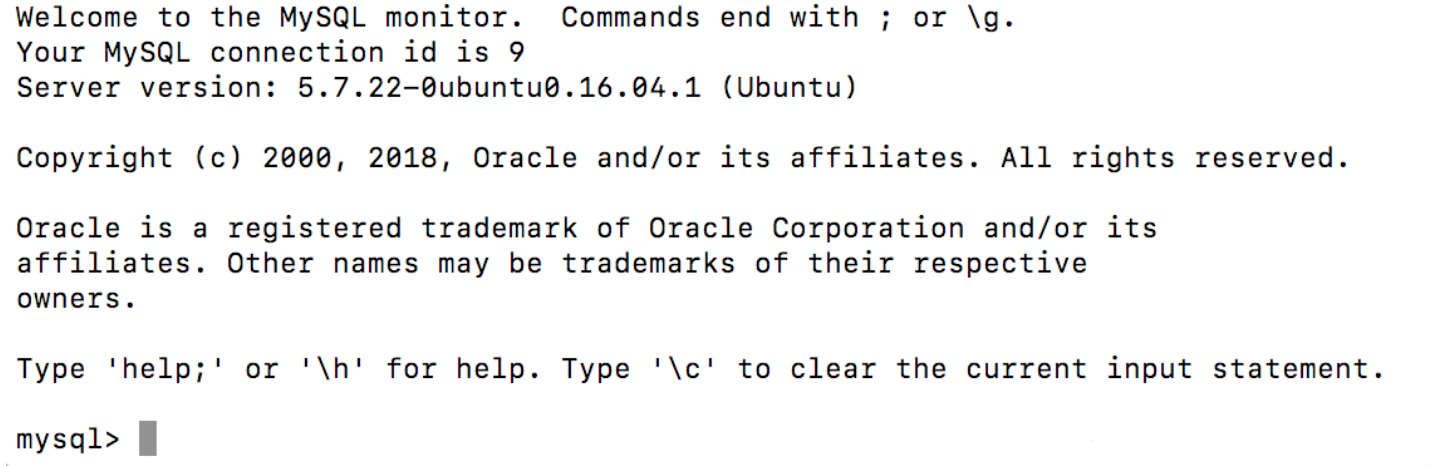 Welcome to the MySQL monitor.  Commands end with ; or \g.
Your MySQL connection id is 9
Server version: 5.7.22-0ubuntu0.16.04.1 (Ubuntu)
Copyright (c) 2000, 2018, Oracle and/or its affiliates. All rights reserved.
Oracle is a registered trademark of Oracle Corporation and/or its
affiliates. Other names may be trademarks of their respective
owners.
Type 'help;' or '\h' for help. Type '\c' to clear the current input statement.
mysql>